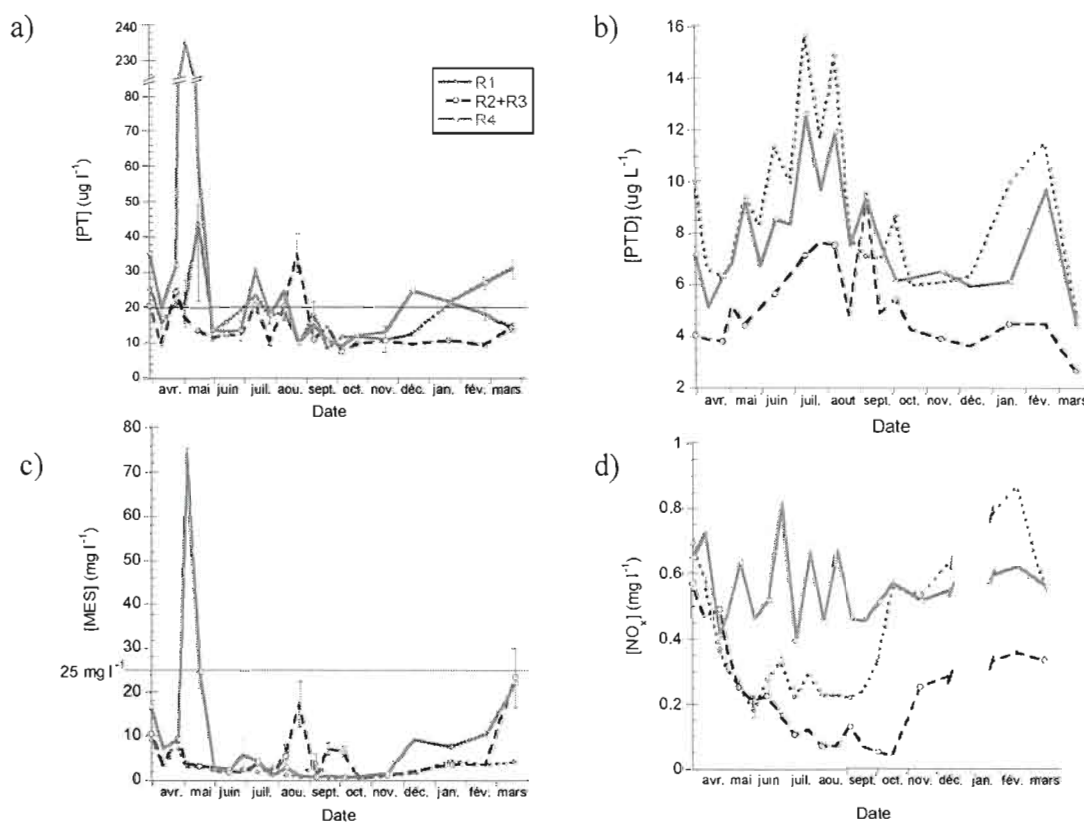 a)
[PT] (ug l⁻¹)
240
230
80
70
60
50
40
30
20
10
0
R1
R2+R3
R4
avr. mai juin juil. aou. sept. oct. nov. déc. jan. fév. mars
Date
b)
[PTD] (ug L⁻¹)
16
14
12
10
8
6
4
2
avr. mai juin juil. aout sept. oct. nov. déc. jan. fév. mars
Date
c)
[MES] (mg l⁻¹)
80
70
60
50
40
30
25 mg l⁻¹
20
10
0
avr. mai juin juil. aou. sept. oct. nov. déc. jan. fév. mars
Date
d)
[NOₓ] (mg l⁻¹)
1
0.8
0.6
0.4
0.2
0
avr. mai juin juil. aou. sept oct. nov. déc jan. fév. mars
Date